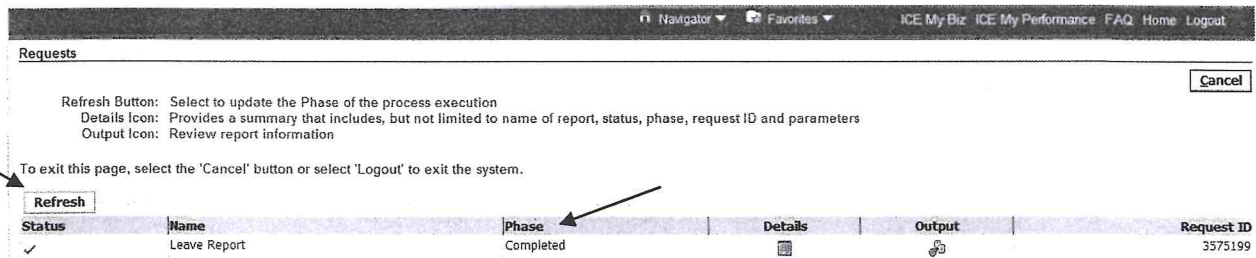 Navigator Favorites ICE My Biz ICE My Performance FAQ Home Logout
Requests
Cancel
Refresh Button: Select to update the Phase of the process execution
Details Icon: Provides a summary that includes, but not limited to name of report, status, phase, request ID and parameters
Output Icon: Review report information
To exit this page, select the 'Cancel' button or select 'Logout' to exit the system.
Refresh
Status Name Phase Details Output Request ID
Leave Report Completed 3575199